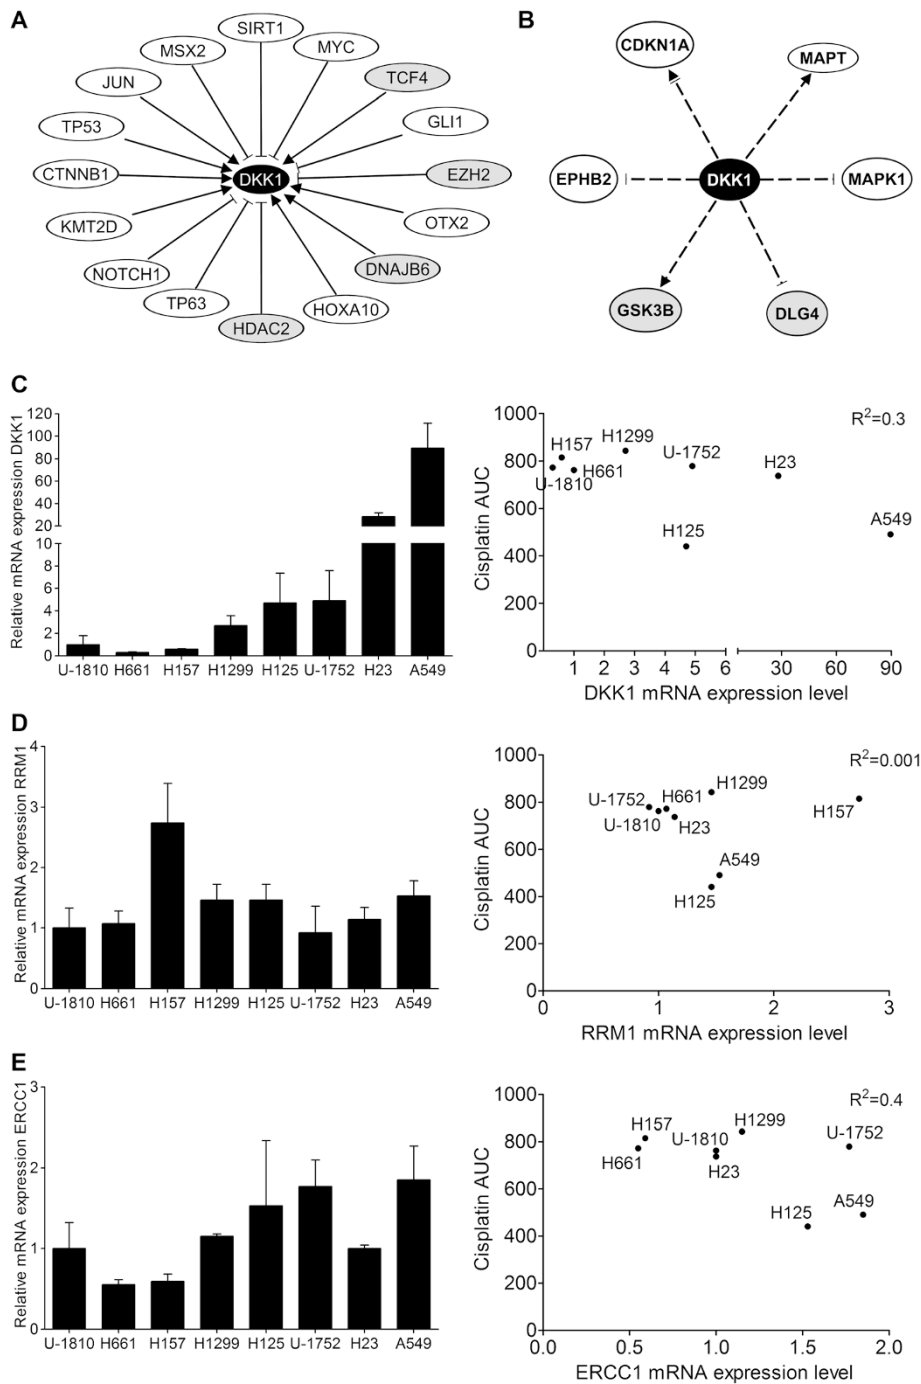 A
SIRT1
MSX2
MYC
JUN
TCF4
TP53
GLI1
CTNNB1
DKK1
EZH2
KMT2D
OTX2
NOTCH1
DNAJB6
TP63
HOXA10
HDAC2
B
CDKN1A
MAPT
EPHB2
DKK1
MAPK1
GSK3B
DLG4
C
Relative mRNA expression DKK1
120
100
80
60
40
20
10
8
6
4
2
0
U-1810 H661 H157 H1299 H125 U-1752 H23 A549
Cisplatin AUC
1000
800
600
400
200
0
R2=0.3
H157
H1299
U-1752
H23
U-1810
H661
H125
A549
1 2 3 4 5 6 30 60 90
DKK1 mRNA expression level
D
Relative mRNA expression RRM1
4
3
2
1
0
U-1810 H661 H157 H1299 H125 U-1752 H23 A549
Cisplatin AUC
1000
800
600
400
200
0
R2=0.001
U-1752
H661
H1299
U-1810
H23
H157
A549
H125
0 1 2 3
RRM1 mRNA expression level
E
Relative mRNA expression ERCC1
3
2
1
0
U-1810 H661 H157 H1299 H125 U-1752 H23 A549
Cisplatin AUC
1000
800
600
400
200
0
R2=0.4
H157
H1299
U-1810
U-1752
H661
H23
H125
A549
0.0 0.5 1.0 1.5 2.0
ERCC1 mRNA expression level